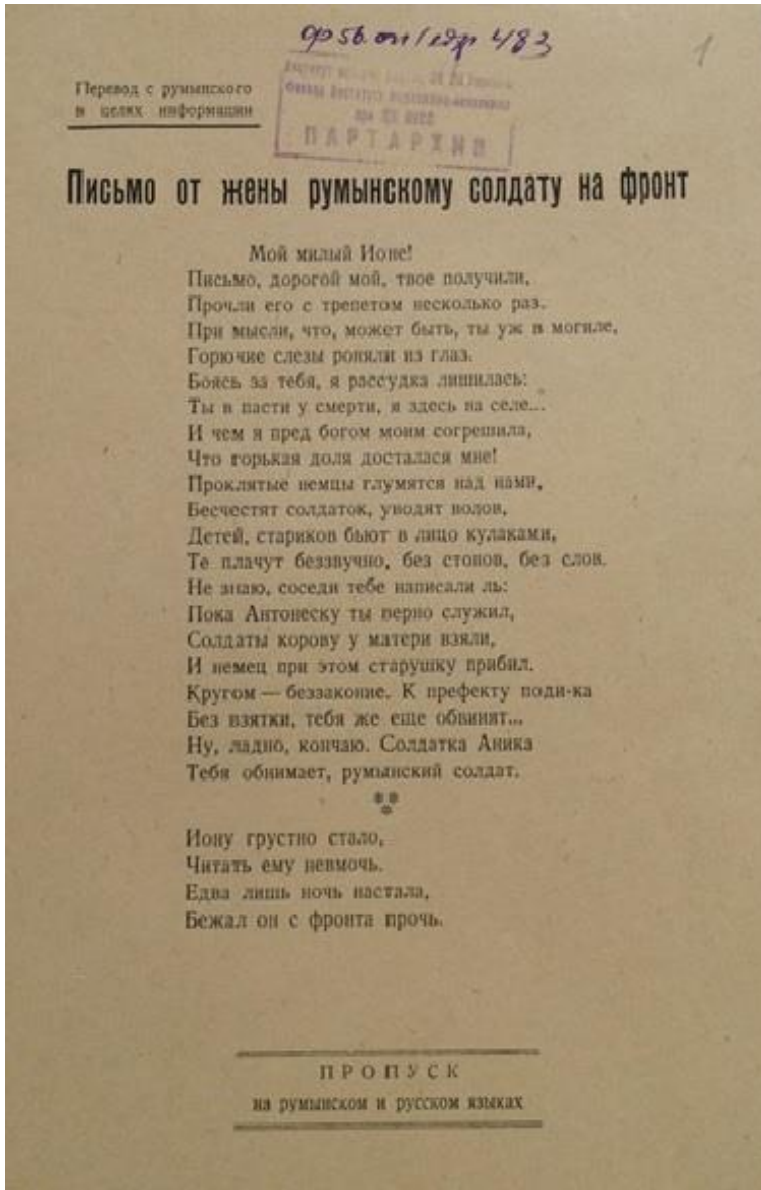 ф 56. оп 1 едр 483
1
Перевод с румынского
в целях информации
ПАРТАРХИВ
Письмо от жены румынскому солдату на фронт
Мой милый Ионе!
Письмо, дорогой мой, твое получили,
Прочли его с трепетом несколько раз.
При мысли, что, может быть, ты уж в могиле,
Горючие слезы роняли из глаз.
Боясь за тебя, я рассудка лишилась:
Ты в пасти у смерти, я здесь на селе...
И чем я пред богом моим согрешила,
Что горькая доля досталася мне!
Проклятые немцы глумятся над нами,
Бесчестят солдаток, уводят волов,
Детей, стариков бьют в лицо кулаками,
Те плачут беззвучно, без стонов, без слов.
Не знаю, соседи тебе написали ль:
Пока Антонеску ты верно служил,
Солдаты корову у матери взяли,
И немец при этом старушку прибил.
Кругом — беззаконие. К префекту поди-ка
Без взятки, тебя же еще обвинят...
Ну, ладно, кончаю. Солдатка Аника
Тебя обнимает, румынский солдат.
Иону грустно стало,
Читать ему невмочь.
Едва лишь ночь настала,
Бежал он с фронта прочь.
ПРОПУСК
на румынском и русском языках